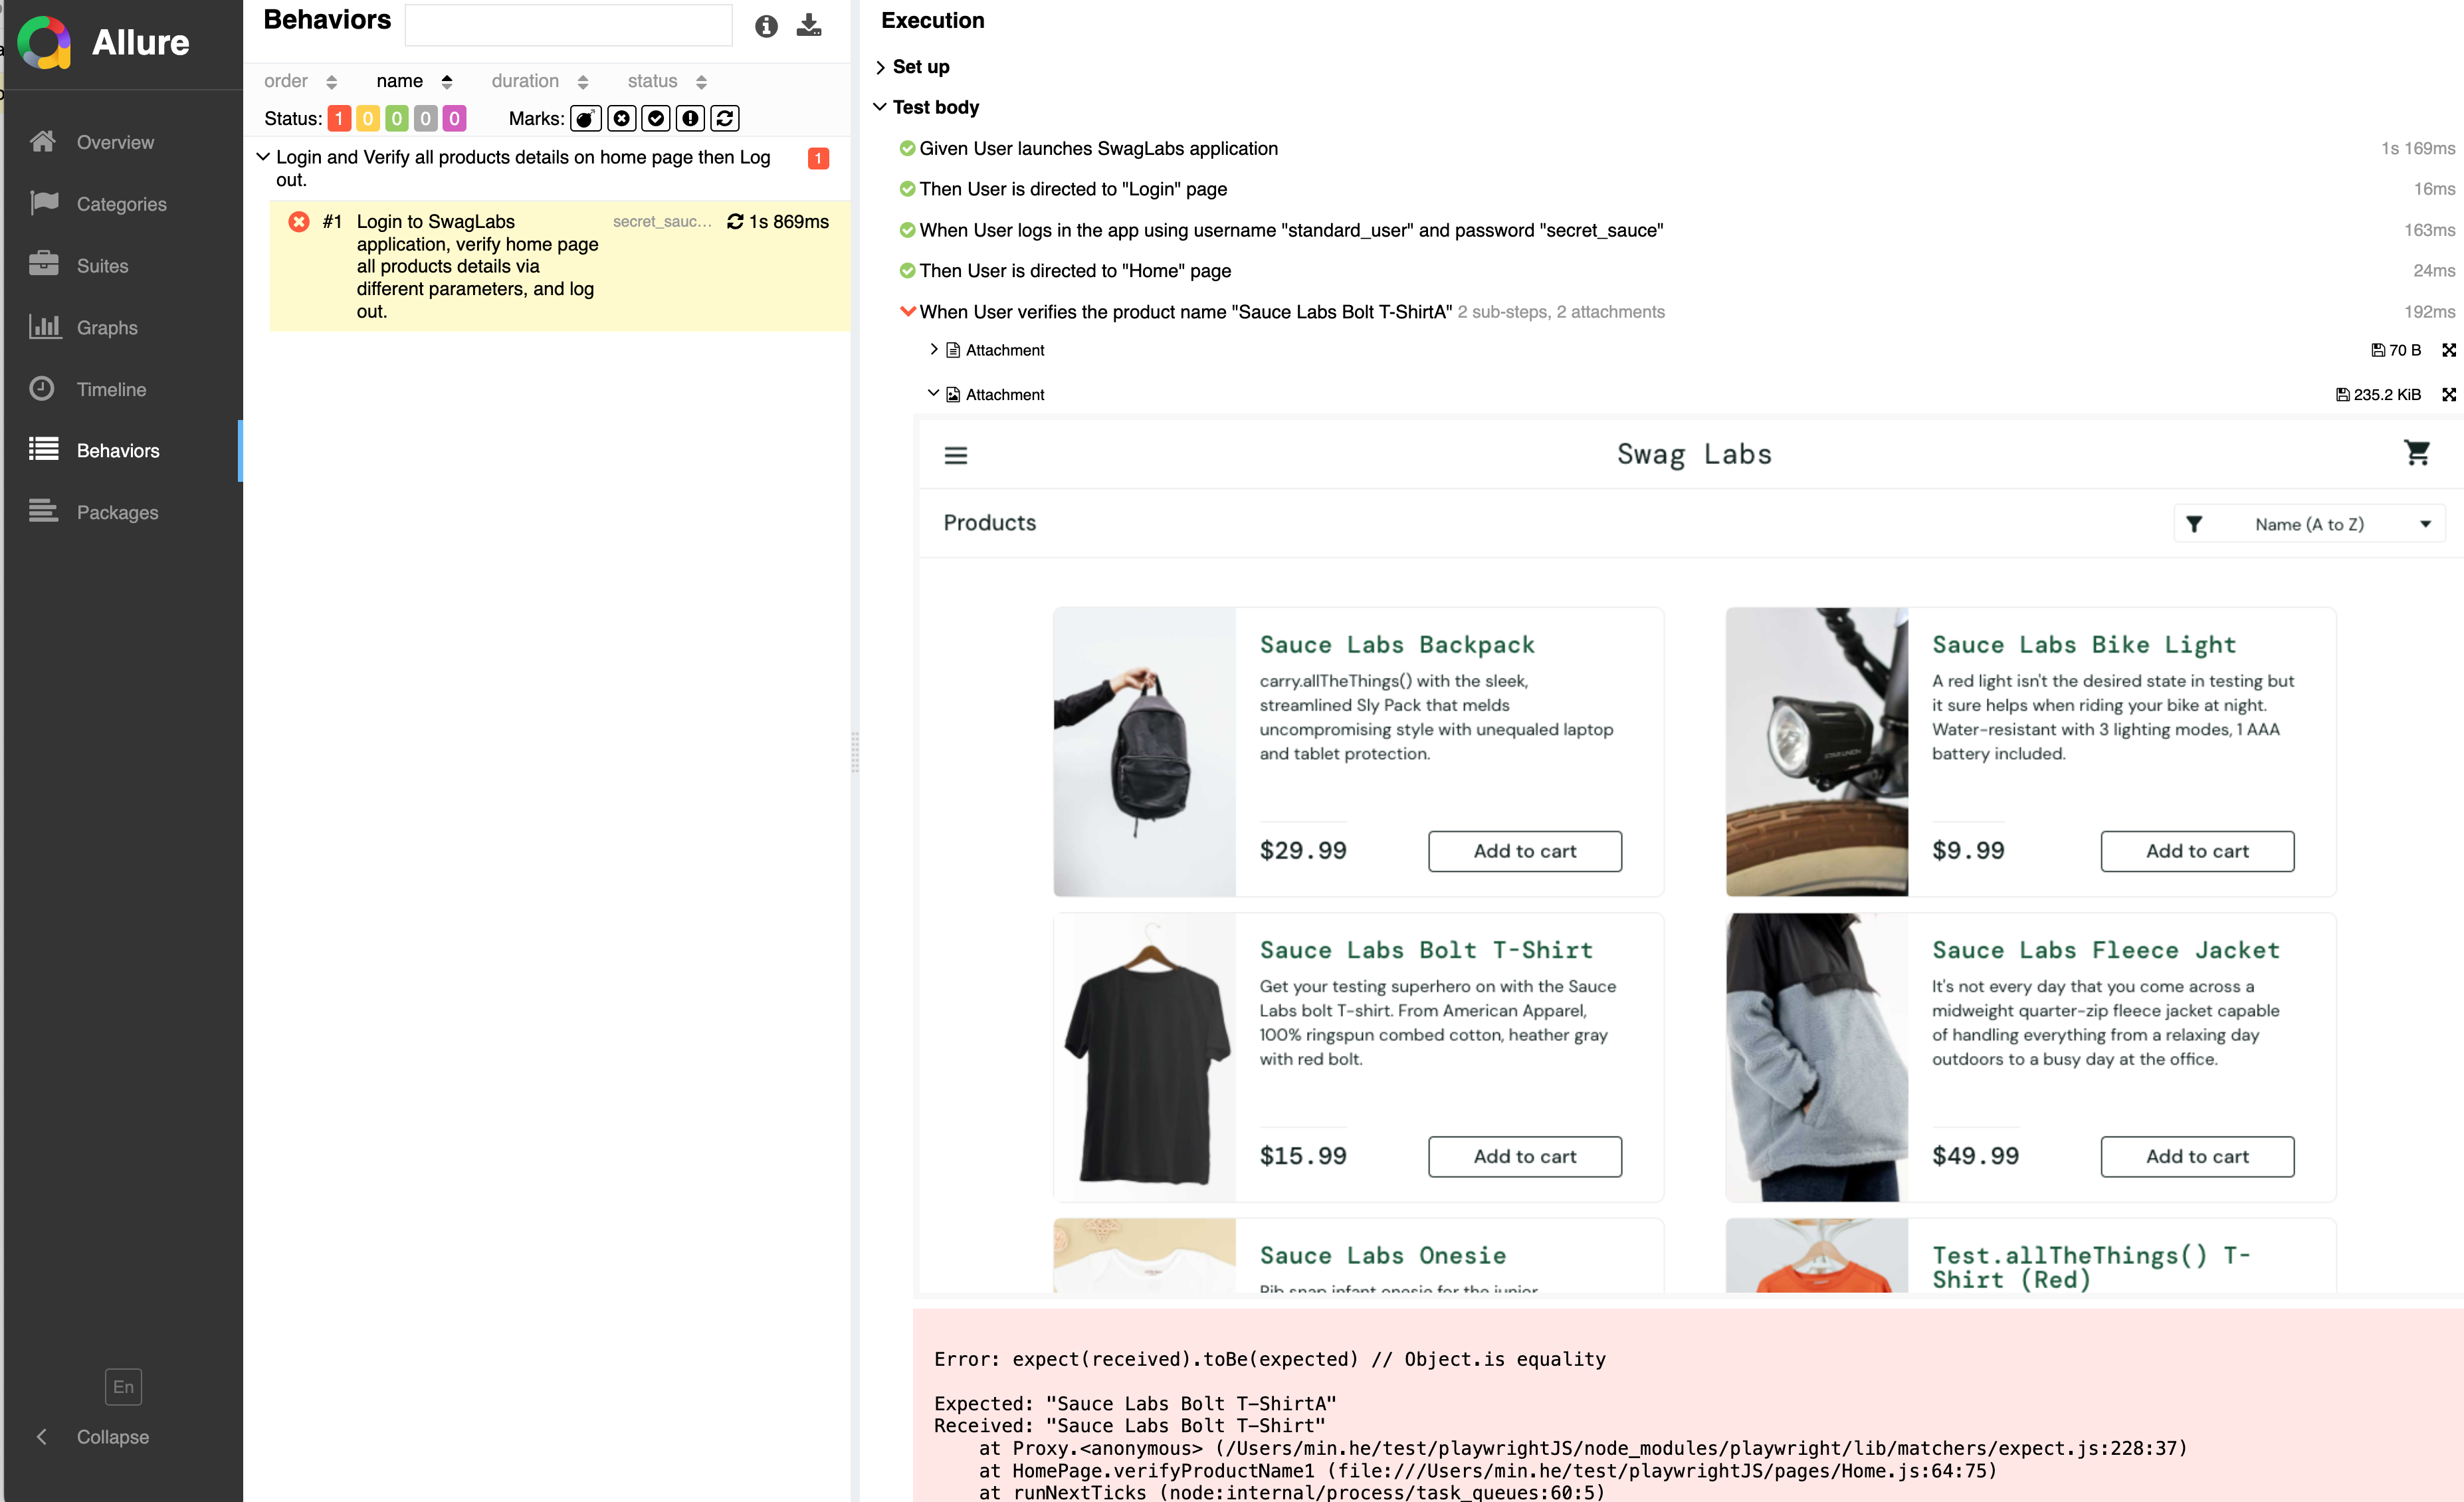 Allure
Overview
Categories
Suites
Graphs
Timeline
Behaviors
Packages
En
Collapse
Behaviors
order name duration status
Status: 1 0 0 0 0 Marks:
Login and Verify all products details on home page then Log
out.
1
#1 Login to SwagLabs
application, verify home page
all products details via
different parameters, and log
out.
secret_sauc... 1s 869ms
Execution
Set up
Test body
Given User launches SwagLabs application 1s 169ms
Then User is directed to "Login" page 16ms
When User logs in the app using username "standard_user" and password "secret_sauce" 163ms
Then User is directed to "Home" page 24ms
When User verifies the product name "Sauce Labs Bolt T-ShirtA" 2 sub-steps, 2 attachments 192ms
Attachment 70 B
Attachment 235.2 KiB
Swag Labs
Products
Name (A to Z)
Sauce Labs Backpack
carry.allTheThings() with the sleek,
streamlined Sly Pack that melds
uncompromising style with unequaled laptop
and tablet protection.
$29.99 Add to cart
Sauce Labs Bike Light
A red light isn't the desired state in testing but
it sure helps when riding your bike at night.
Water-resistant with 3 lighting modes, 1 AAA
battery included.
$9.99 Add to cart
Sauce Labs Bolt T-Shirt
Get your testing superhero on with the Sauce
Labs bolt T-shirt. From American Apparel,
100% ringspun combed cotton, heather gray
with red bolt.
$15.99 Add to cart
Sauce Labs Fleece Jacket
It's not every day that you come across a
midweight quarter-zip fleece jacket capable
of handling everything from a relaxing day
outdoors to a busy day at the office.
$49.99 Add to cart
Sauce Labs Onesie
Rib snap infant onesie for the junior
Test.allTheThings() T-
Shirt (Red)
Error: expect(received).toBe(expected) // Object.is equality
Expected: "Sauce Labs Bolt T-ShirtA"
Received: "Sauce Labs Bolt T-Shirt"
at Proxy.<anonymous> (/Users/min.he/test/playwrightJS/node_modules/playwright/lib/matchers/expect.js:228:37)
at HomePage.verifyProductName1 (file:///Users/min.he/test/playwrightJS/pages/Home.js:64:75)
at runNextTicks (node:internal/process/task_queues:60:5)